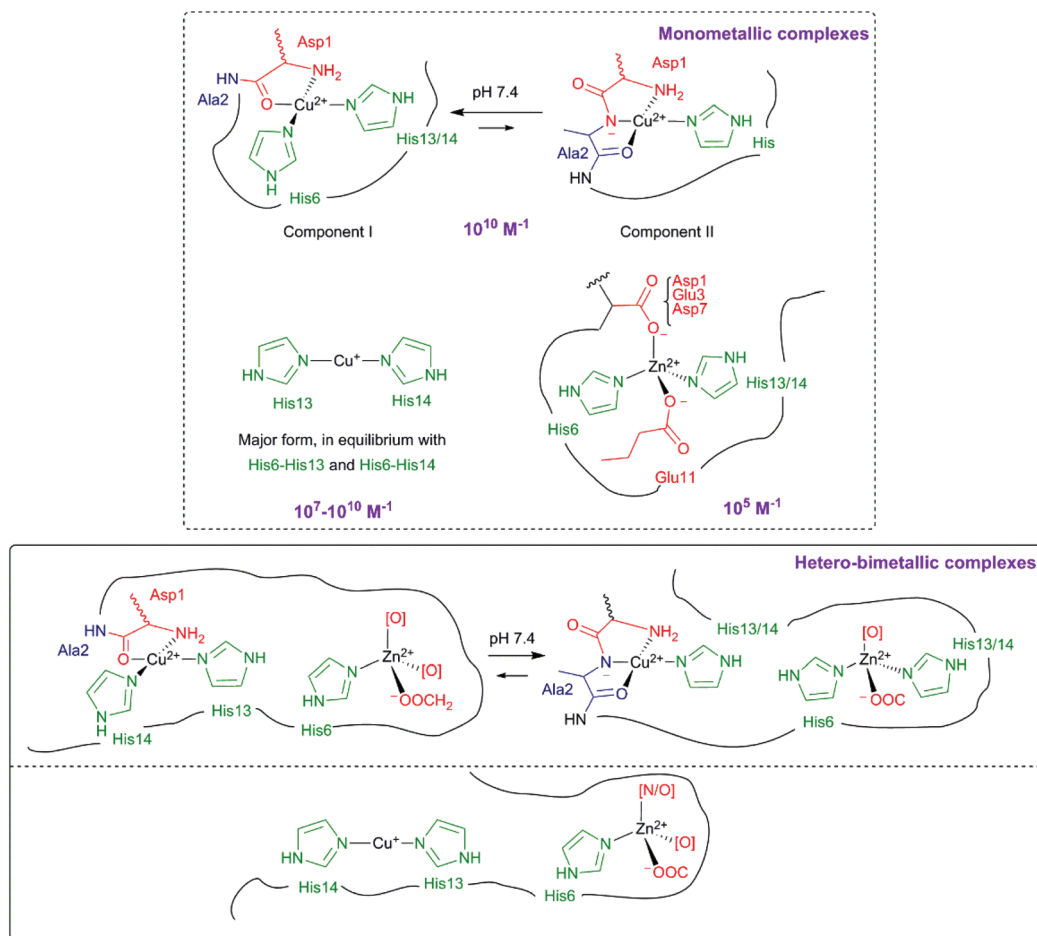 Monometallic complexes
Asp1
HN
NH2
Ala2
O
Cu2+
N
NH
N
N
H
His13/14
His6
pH 7.4
Asp1
O
NH2
N
−
Cu2+
N
NH
Ala2
O
HN
His
Component I
10^10 M-1
Component II
HN
N
Cu+
N
NH
His13
His14
Major form, in equilibrium with
His6-His13 and His6-His14
10^7-10^10 M-1
O
Asp1
Glu3
Asp7
O
−
Zn2+
NH
N
N
HN
His13/14
His6
O
−
O
Glu11
10^5 M-1
Hetero-bimetallic complexes
Asp1
HN
NH2
Ala2
O
Cu2+
N
NH
N
N
H
His13
His14
[O]
Zn2+
[O]
N
HN
−OOCH2
His6
pH 7.4
O
NH2
N
−
Cu2+
N
NH
Ala2
O
HN
His13/14
[O]
His13/14
Zn2+
HN
N
N
NH
−OOC
His6
HN
N
Cu+
N
NH
His14
His13
[N/O]
Zn2+
[O]
N
HN
−OOC
His6